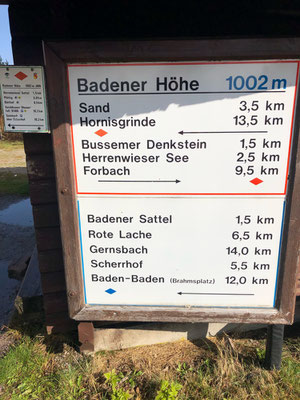 Badener Höhe 1002 m
Sand 3,5 km
Hornisgrinde 13,5 km
Bussemer Denkstein 1,5 km
Herrenwieser See 2,5 km
Forbach 9,5 km
Badener Sattel 1,5 km
Rote Lache 6,5 km
Gernsbach 14,0 km
Scherrhof 5,5 km
Baden-Baden (Brahmsplatz) 12,0 km